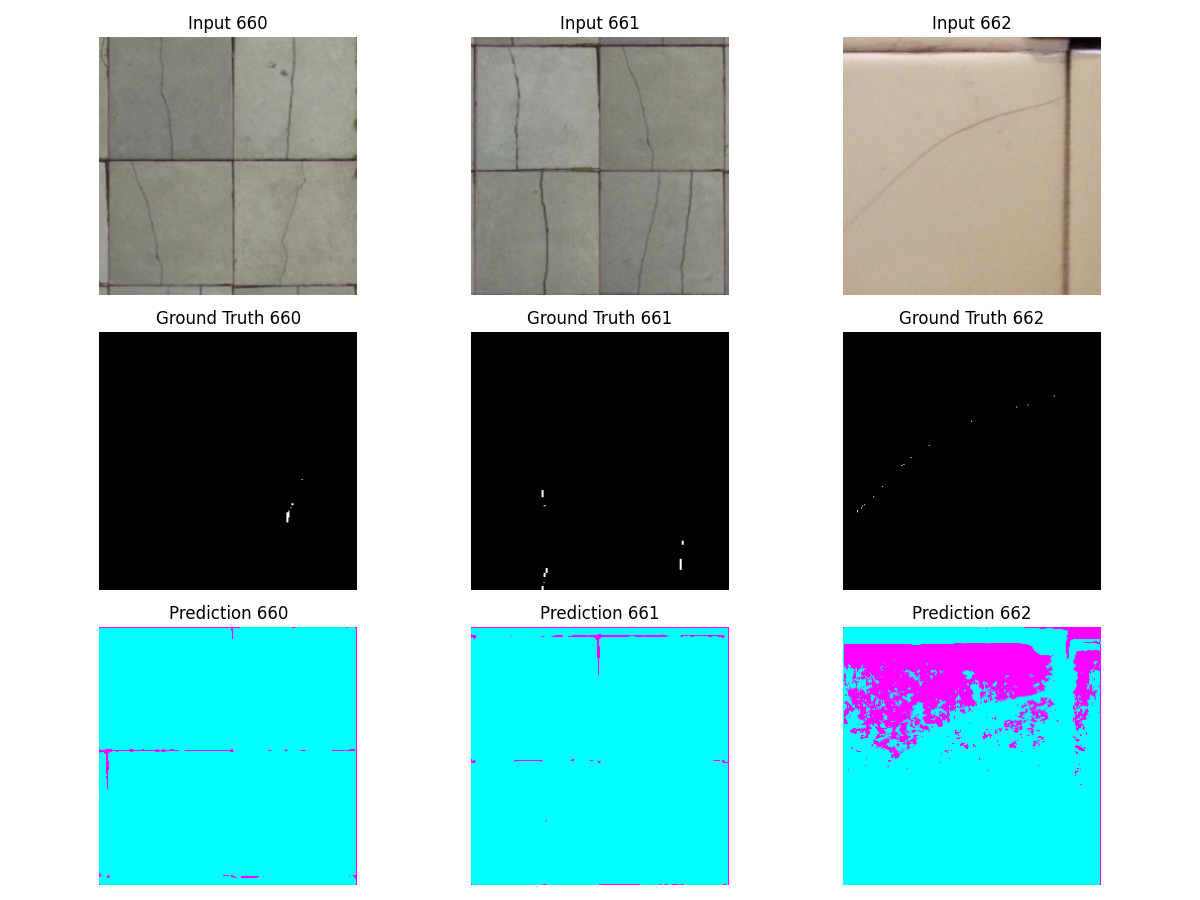 Input 660
Input 661
Input 662
Ground Truth 660
Ground Truth 661
Ground Truth 662
Prediction 660
Prediction 661
Prediction 662